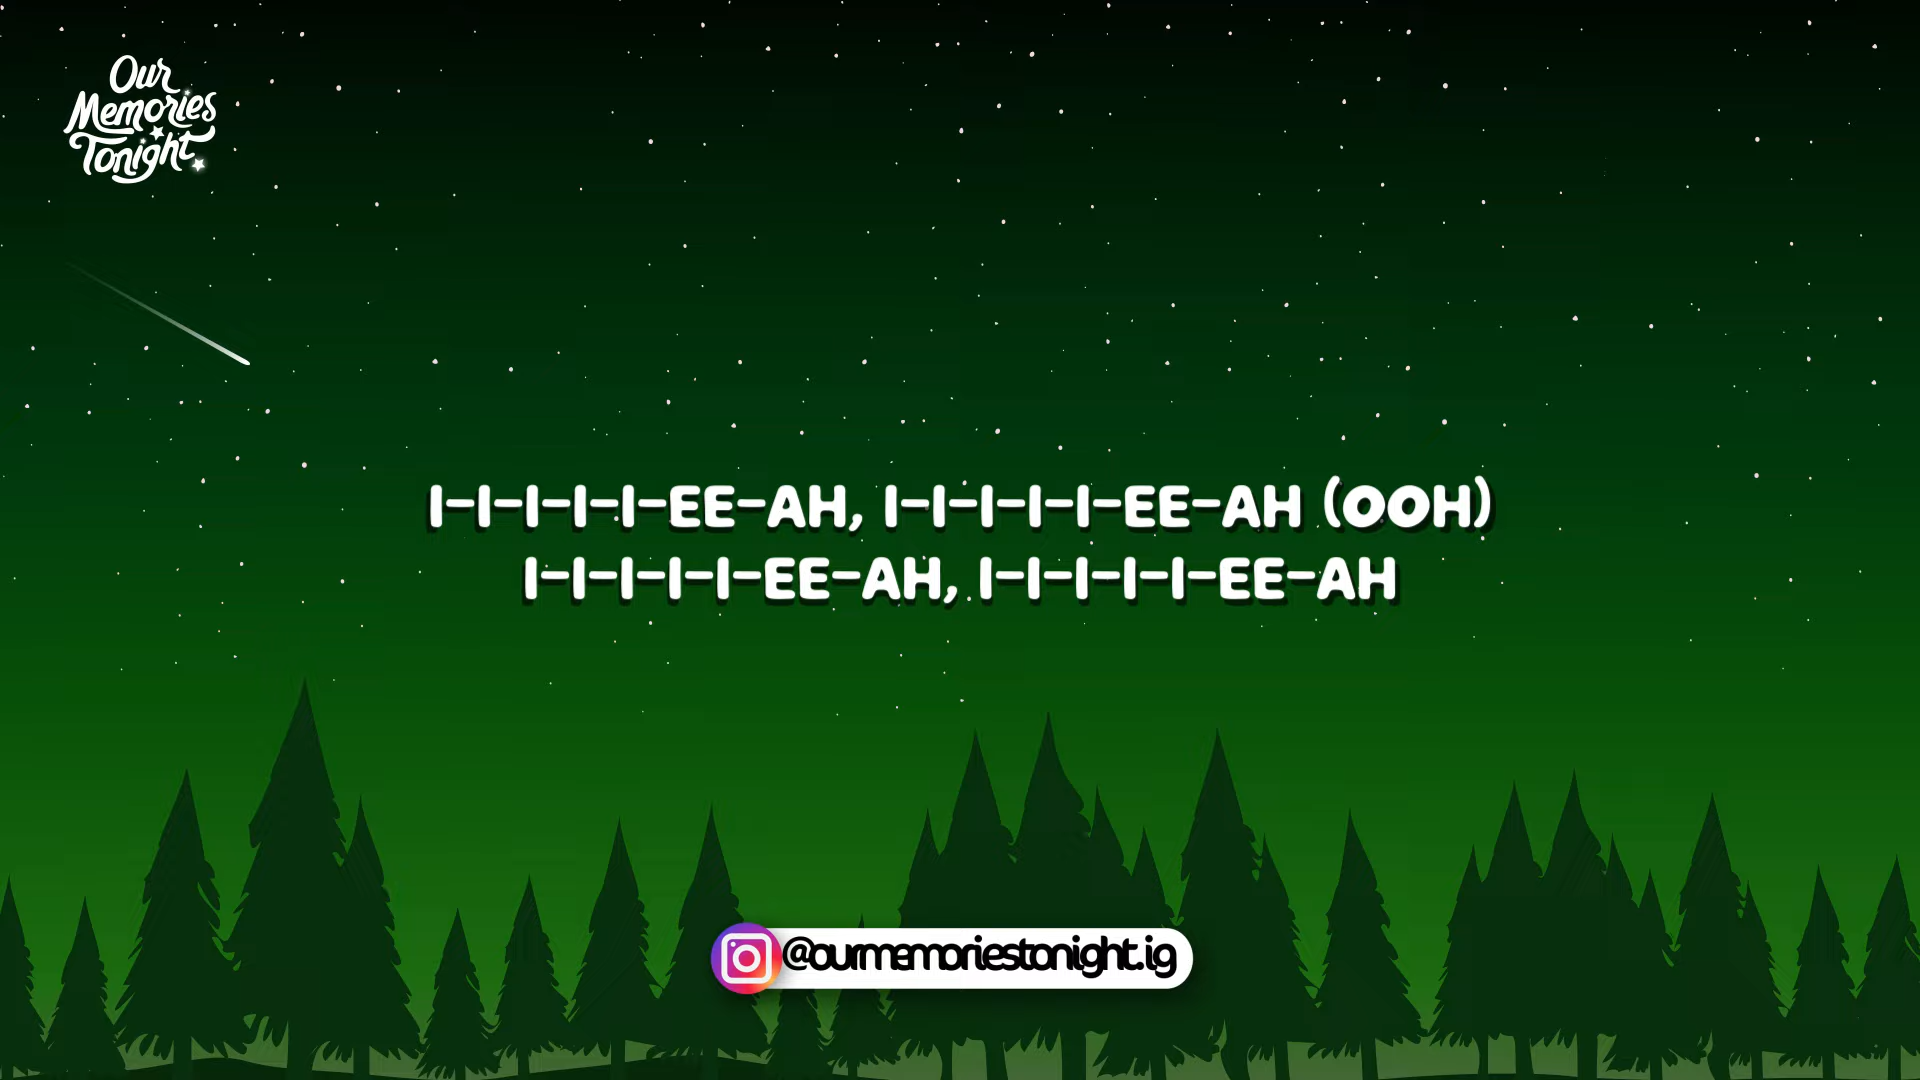 Our
Memories
Tonight
I-I-I-I-I-EE-AH, I-I-I-I-I-EE-AH (OOH)
I-I-I-I-I-EE-AH, I-I-I-I-I-EE-AH
@ourmemoriestonight.ig